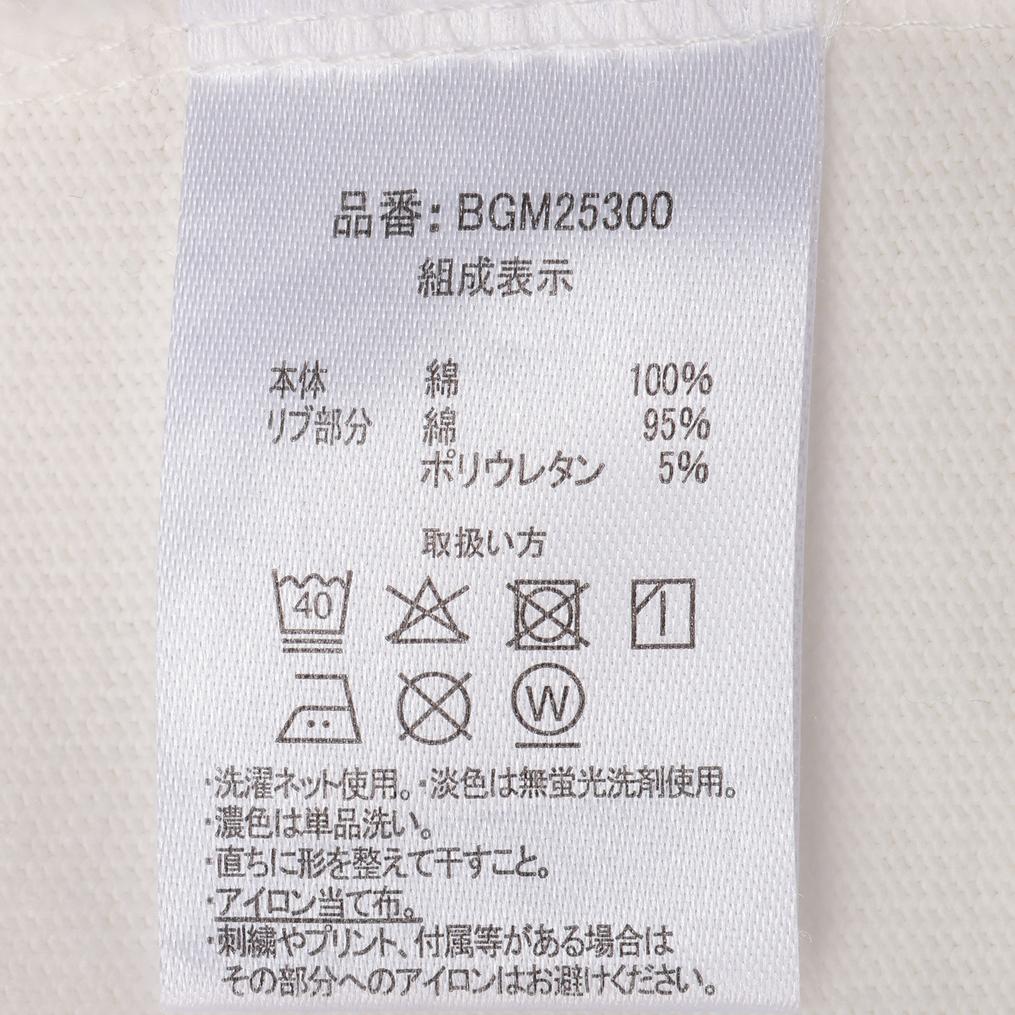 品番: BGM25300
組成表示
本体 綿 100%
リブ部分 綿 95%
ポリウレタン 5%
取扱い方
40
W
・洗濯ネット使用。・淡色は無蛍光洗剤使用。
・濃色は単品洗い。
・直ちに形を整えて干すこと。
・アイロン当て布。
・刺繍やプリント、付属等がある場合は
その部分へのアイロンはお避けください。